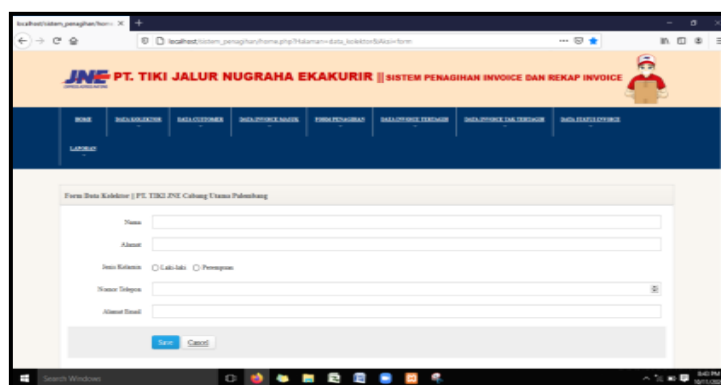 localhost/sistem_penagihan/home
localhost/sistem_penagihan/home.php?Halaman=data_kolektor&Aksi=form
JNE PT. TIKI JALUR NUGRAHA EKAKURIR || SISTEM PENAGIHAN INVOICE DAN REKAP INVOICE
HOME DATA KOLEKTOR DATA CUSTOMER DATA INVOICE MASUK FORM PENAGIHAN DATA INVOICE TERTAGIH DATA INVOICE TAK TERTAGIH DATA STATUS INVOICE
LAPORAN
Form Data Kolektor || PT. TIKI JNE Cabang Utama Palembang
Nama
Alamat
Jenis Kelamin Laki-laki Perempuan
Nomor Telepon
Alamat Email
Save Cancel
Search Windows